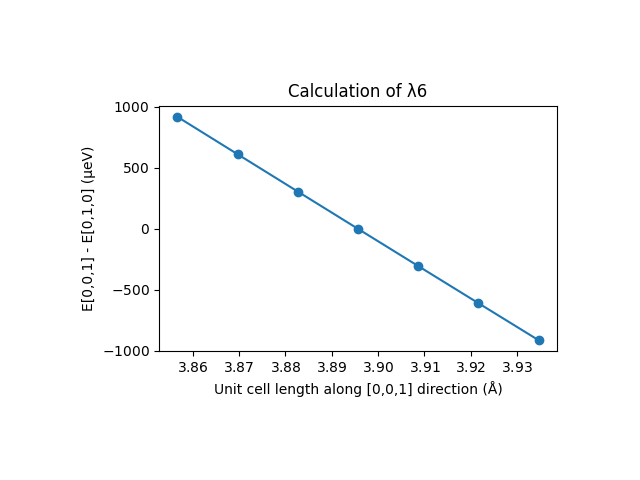 Calculation of λ6
E[0,0,1] - E[0,1,0] (μeV)
1000
500
0
−500
−1000
3.86 3.87 3.88 3.89 3.90 3.91 3.92 3.93
Unit cell length along [0,0,1] direction (Å)